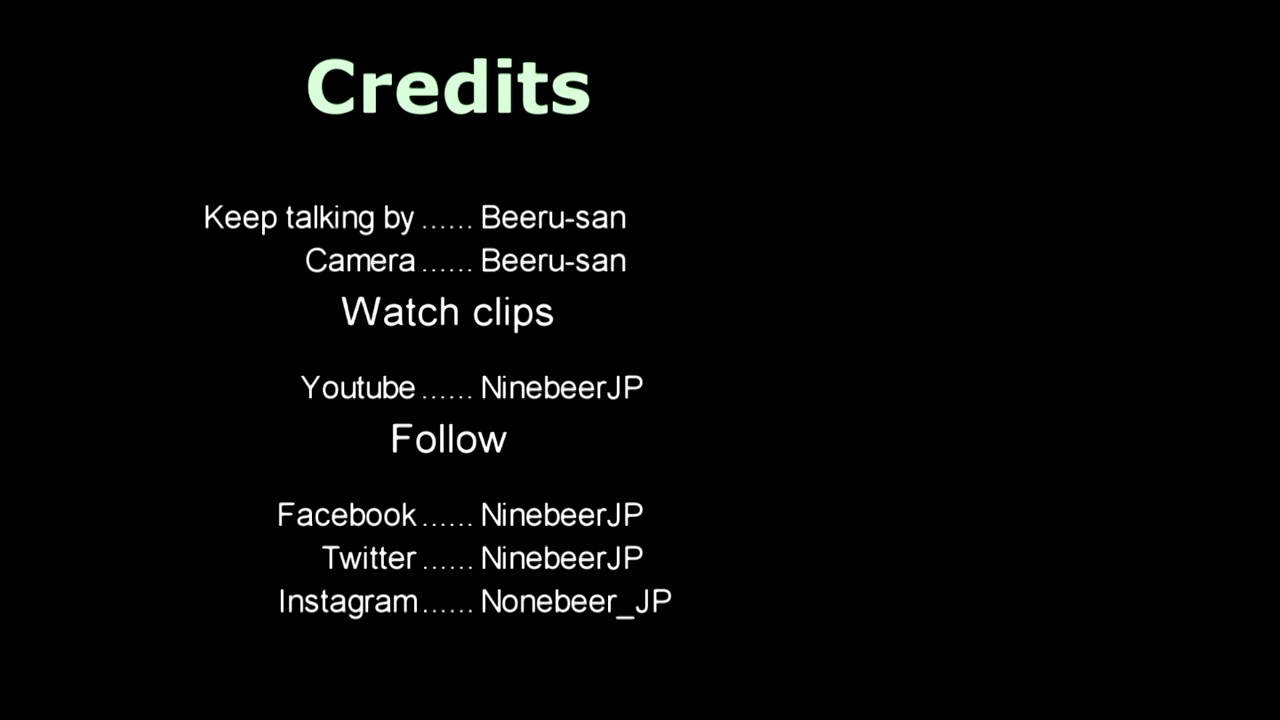 Credits
Keep talking by ...... Beeru-san
Camera ...... Beeru-san
Watch clips
Youtube ...... NinebeerJP
Follow
Facebook ...... NinebeerJP
Twitter ...... NinebeerJP
Instagram ...... Nonebeer_JP